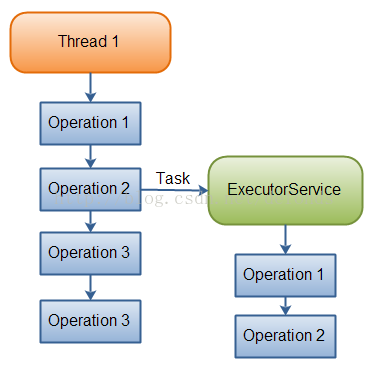 Thread 1
Operation 1
Operation 2
Task
ExecutorService
Operation 3
Operation 3
Operation 1
Operation 2